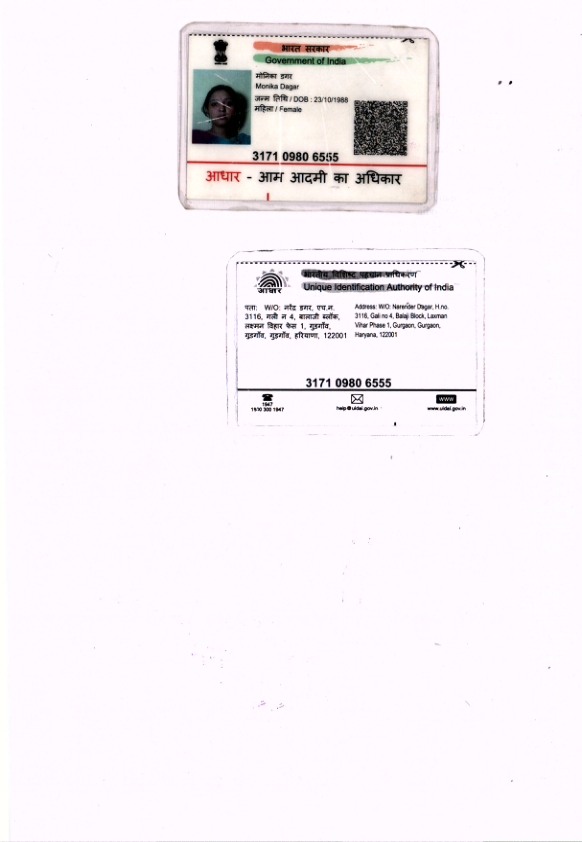 भारत सरकार
Government of India
मोनिका डगर
Monika Dagar
जन्म तिथि / DOB : 23/10/1988
महिला / Female
3171 0980 6555
आधार - आम आदमी का अधिकार
भारतीय विशिष्ट पहचान प्राधिकरण
Unique Identification Authority of India
आधार
पता: W/O: नरेंद्र डगर, एच.न.
3116, गली न 4, बालाजी ब्लॉक,
लक्ष्मन विहार फेस 1, गुडगाँव,
गुडगाँव, गुडगाँव, हरियाणा, 122001
Address: W/O: Narender Dagar, H.no.
3116, Gali no 4, Balaji Block, Laxman
Vihar Phase 1, Gurgaon, Gurgaon,
Haryana, 122001
3171 0980 6555
1947
help@uidai.gov.in
WWW
www.uidai.gov.in